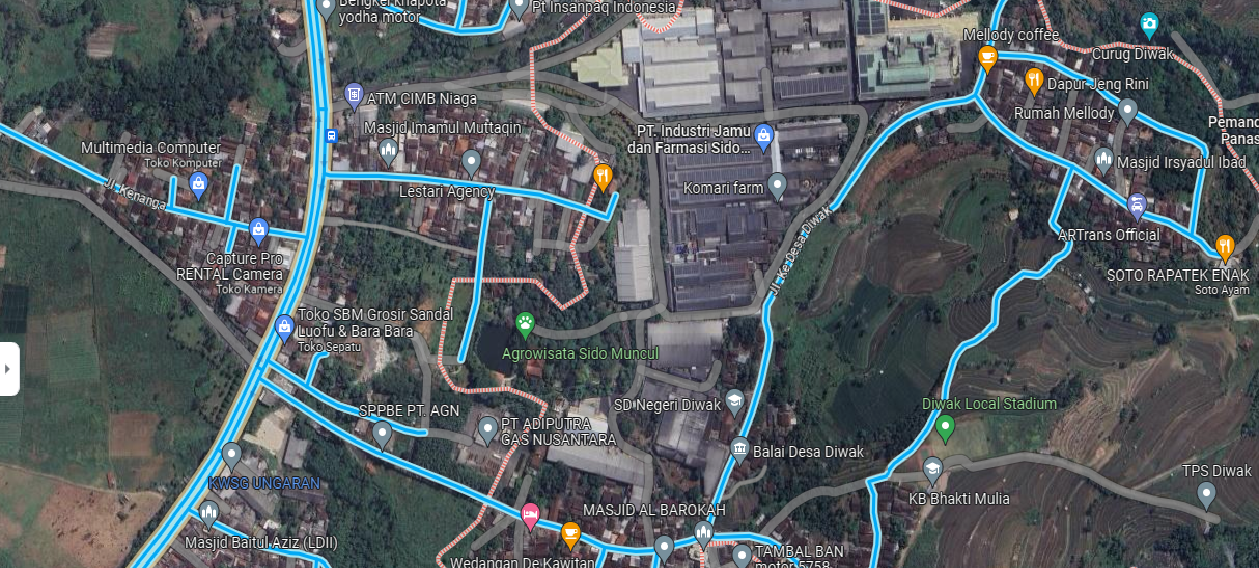 Bengkel Khapota
yodha motor
Pt Insanpaq Indonesia
Mellody coffee
Curug Diwak
ATM CIMB Niaga
Dapur Jeng Rini
Rumah Mellody
Masjid Imamul Muttaqin
PT. Industri Jamu
dan Farmasi Sido...
Multimedia Computer
Toko Komputer
Masjid Irsyadul Ibad
Lestari Agency
Komari farm
Jl. Kenanga
Jl. Ke Desa Diwak
ARTrans Official
Capture Pro
RENTAL Camera
Toko Kamera
SOTO RAPATEK ENAK
Soto Ayam
Toko SBM Grosir Sandal
Luofu & Bara Bara
Toko Sepatu
Agrowisata Sido Muncul
SPPBE PT. AGN
SD Negeri Diwak
Diwak Local Stadium
PT ADIPUTRA
GAS NUSANTARA
Balai Desa Diwak
KWSG UNGARAN
KB Bhakti Mulia
TPS Diwak
MASJID AL-BAROKAH
Masjid Baitul Aziz (LDII)
Wedangan De Kawitan
TAMBAL BAN
motor 5758